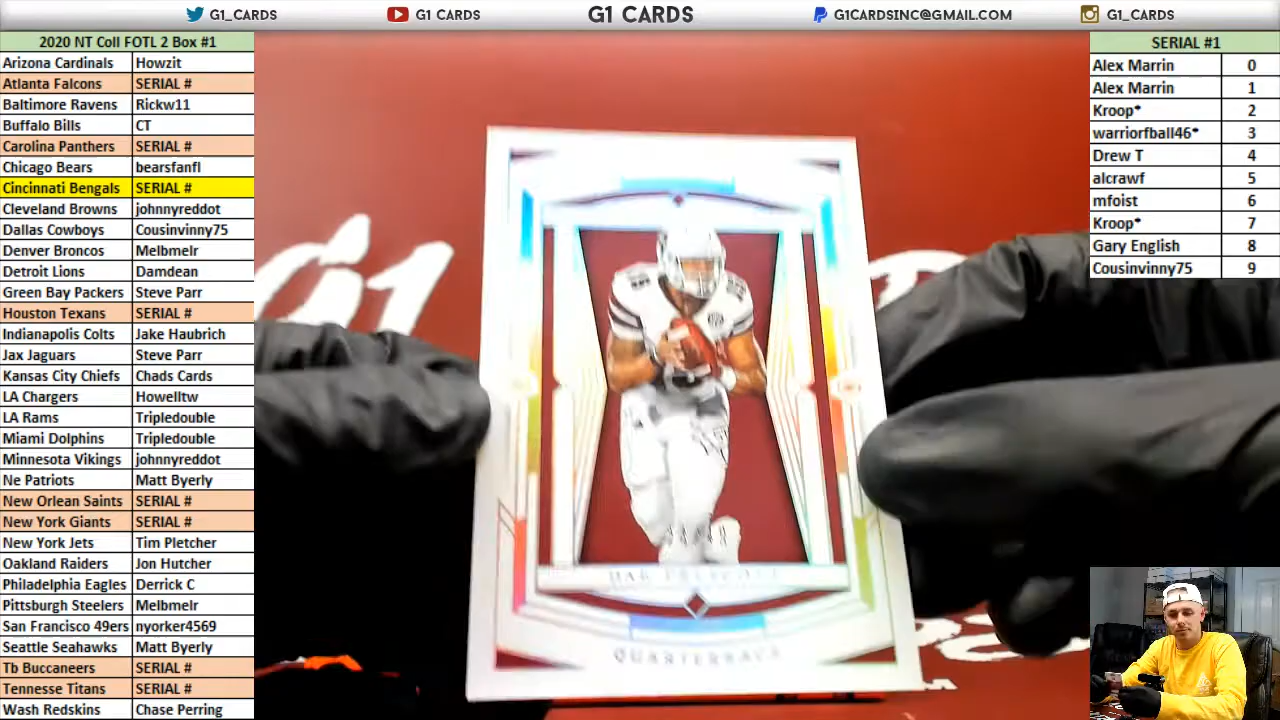 G1_CARDS
G1 CARDS
G1 CARDS
G1CARDSINC@GMAIL.COM
G1_CARDS
2020 NT Coll FOTL 2 Box #1
Arizona Cardinals Howzit
Atlanta Falcons SERIAL #
Baltimore Ravens Rickw11
Buffalo Bills CT
Carolina Panthers SERIAL #
Chicago Bears bearsfanfl
Cincinnati Bengals SERIAL #
Cleveland Browns johnnyreddot
Dallas Cowboys Cousinvinny75
Denver Broncos Melbmelr
Detroit Lions Damdean
Green Bay Packers Steve Parr
Houston Texans SERIAL #
Indianapolis Colts Jake Haubrich
Jax Jaguars Steve Parr
Kansas City Chiefs Chads Cards
LA Chargers Howelltw
LA Rams Tripledouble
Miami Dolphins Tripledouble
Minnesota Vikings johnnyreddot
Ne Patriots Matt Byerly
New Orlean Saints SERIAL #
New York Giants SERIAL #
New York Jets Tim Pletcher
Oakland Raiders Jon Hutcher
Philadelphia Eagles Derrick C
Pittsburgh Steelers Melbmelr
San Francisco 49ers nyorker4569
Seattle Seahawks Matt Byerly
Tb Buccaneers SERIAL #
Tennesse Titans SERIAL #
Wash Redskins Chase Perring
SERIAL #1
Alex Marrin 0
Alex Marrin 1
Kroop* 2
warriorfball46* 3
Drew T 4
alcrawf 5
mfoist 6
Kroop* 7
Gary English 8
Cousinvinny75 9
G1
DAK PRESCOTT
QUARTERBACK